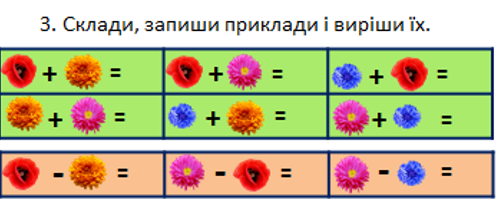 3. Склади, запиши приклади і виріши їх.
+ = + = + =
+ = + = + =
- = - = - =